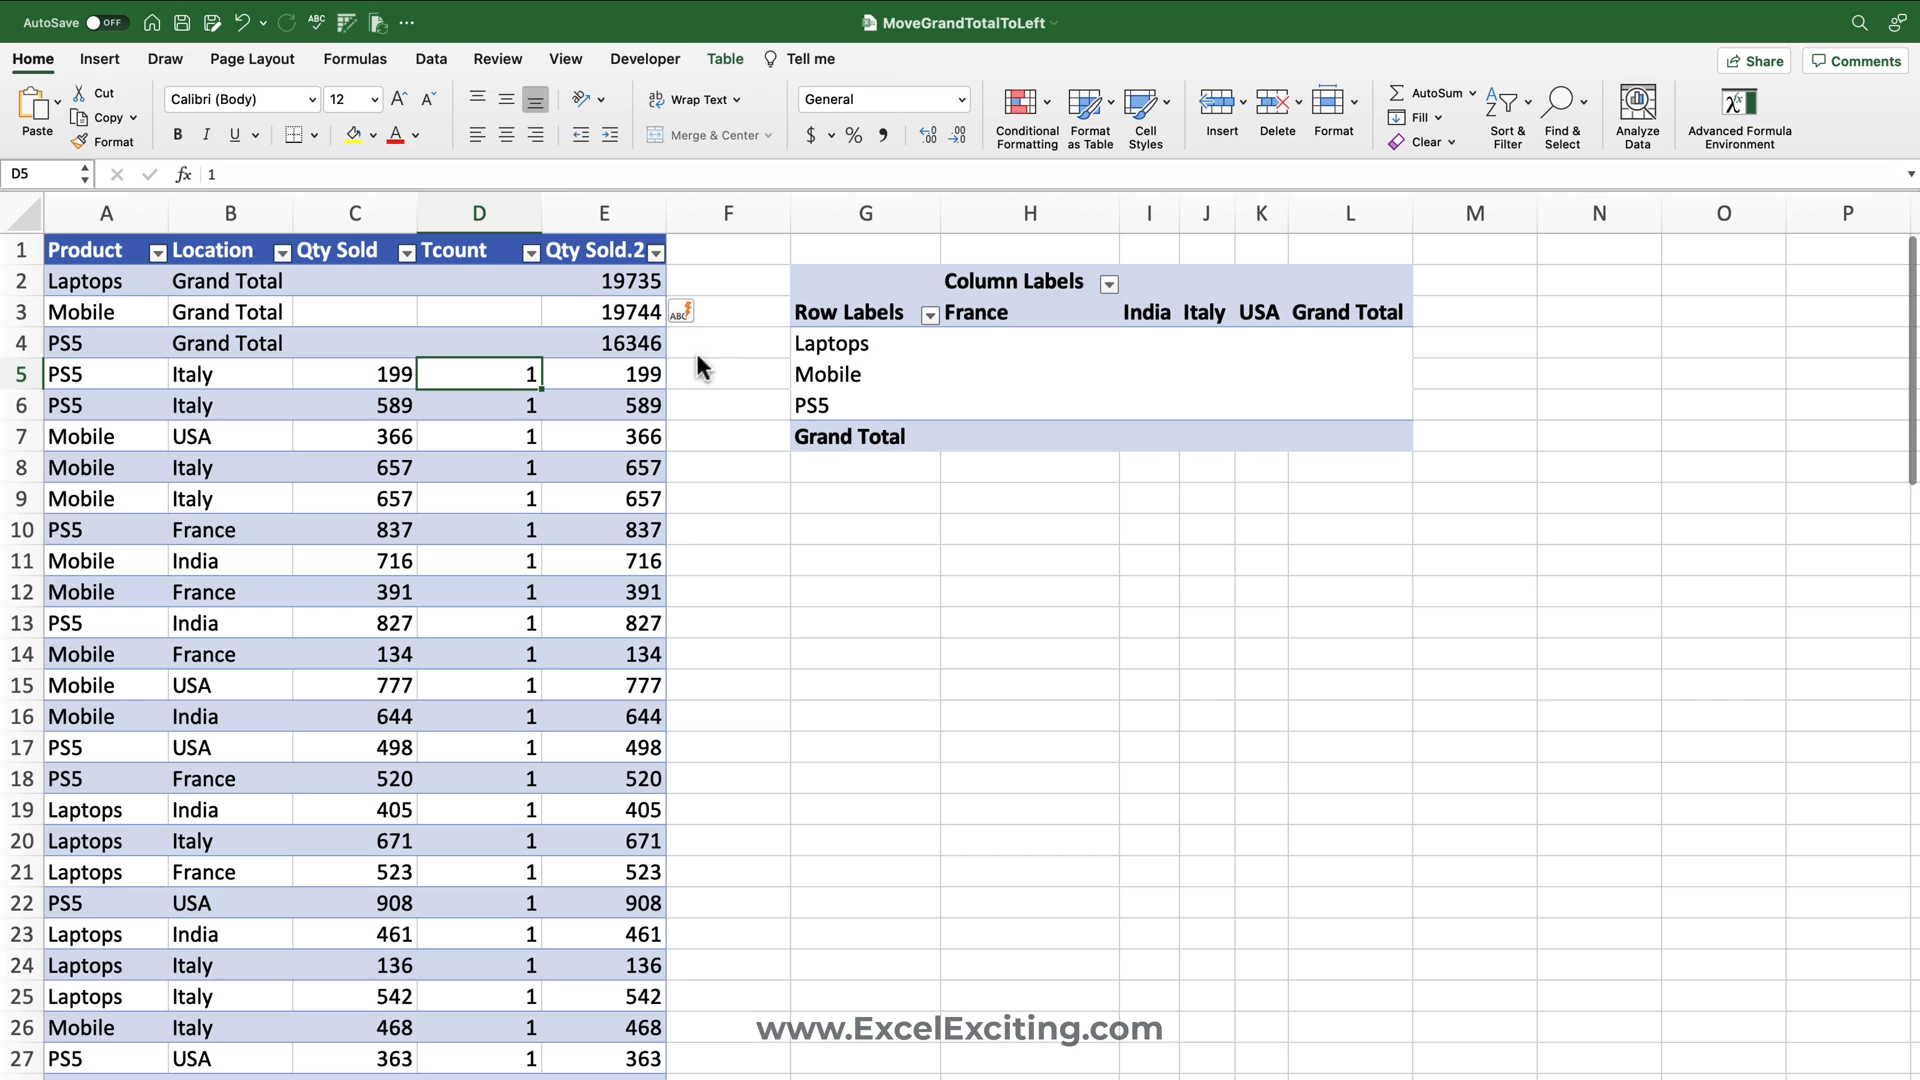 AutoSave OFF ABC MoveGrandTotalToLeft
Home Insert Draw Page Layout Formulas Data Review View Developer Table Tell me Share Comments
Paste Cut Copy Format
Calibri (Body) 12 A A
B I U A
ab Wrap Text
Merge & Center
General
$ % 9 .00
Conditional Formatting Format as Table Cell Styles
Insert Delete Format
AutoSum Fill Clear
Sort & Filter Find & Select
Analyze Data
Advanced Formula Environment
D5 fx 1
A B C D E F G H I J K L M N O P
1 Product Location Qty Sold Tcount Qty Sold.2
2 Laptops Grand Total 19735 Column Labels
3 Mobile Grand Total 19744 ABC Row Labels France India Italy USA Grand Total
4 PS5 Grand Total 16346 Laptops
5 PS5 Italy 199 1 199 Mobile
6 PS5 Italy 589 1 589 PS5
7 Mobile USA 366 1 366 Grand Total
8 Mobile Italy 657 1 657
9 Mobile Italy 657 1 657
10 PS5 France 837 1 837
11 Mobile India 716 1 716
12 Mobile France 391 1 391
13 PS5 India 827 1 827
14 Mobile France 134 1 134
15 Mobile USA 777 1 777
16 Mobile India 644 1 644
17 PS5 USA 498 1 498
18 PS5 France 520 1 520
19 Laptops India 405 1 405
20 Laptops Italy 671 1 671
21 Laptops France 523 1 523
22 PS5 USA 908 1 908
23 Laptops India 461 1 461
24 Laptops Italy 136 1 136
25 Laptops Italy 542 1 542
26 Mobile Italy 468 1 468
27 PS5 USA 363 1 363
www.ExcelExciting.com